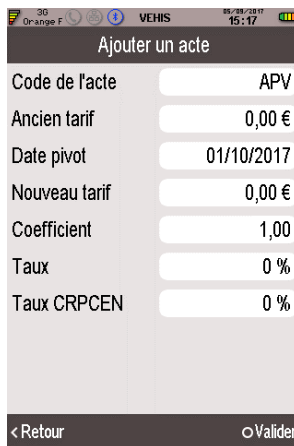 3G
Orange F
VEHIS
05/09/2017
15:17
Ajouter un acte
Code de l'acte APV
Ancien tarif 0,00 €
Date pivot 01/10/2017
Nouveau tarif 0,00 €
Coefficient 1,00
Taux 0 %
Taux CRPCEN 0 %
< Retour Valider